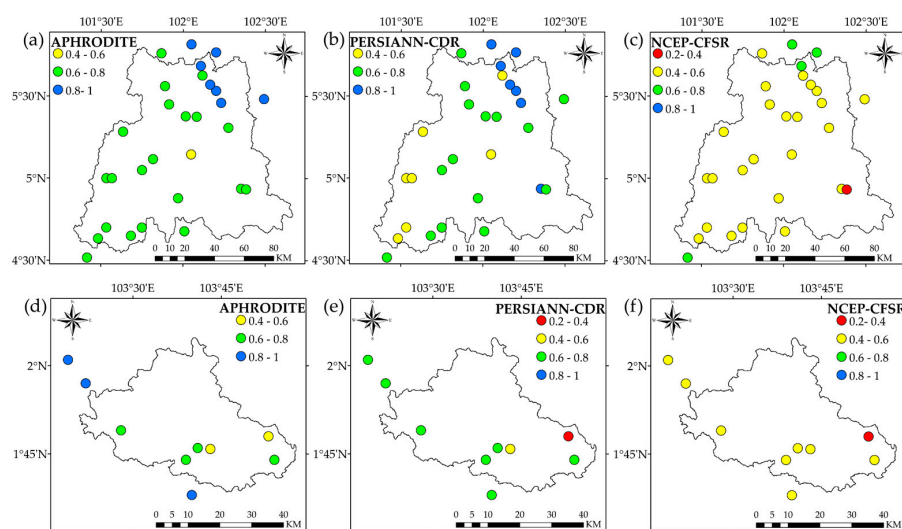 101°30'E 102°E 102°30'E 101°30'E 102°E 102°30'E 101°30'E 102°E 102°30'E
(a) APHRODITE
0.4 - 0.6
0.6 - 0.8
0.8 - 1
5°30'N
5°N
4°30'N
0 10 20 40 60 80
KM
(b) PERSIANN-CDR
0.4 - 0.6
0.6 - 0.8
0.8 - 1
5°30'N
5°N
4°30'N
0 10 20 40 60 80
KM
(c) NCEP-CFSR
0.2 - 0.4
0.4 - 0.6
0.6 - 0.8
0.8 - 1
5°30'N
5°N
4°30'N
0 10 20 40 60 80
KM
103°30'E 103°45'E 103°30'E 103°45'E 103°30'E 103°45'E
(d) APHRODITE
0.4 - 0.6
0.6 - 0.8
0.8 - 1
2°N
1°45'N
0 5 10 20 30 40
KM
(e) PERSIANN-CDR
0.2 - 0.4
0.4 - 0.6
0.6 - 0.8
0.8 - 1
2°N
1°45'N
0 5 10 20 30 40
KM
(f) NCEP-CFSR
0.2 - 0.4
0.4 - 0.6
0.6 - 0.8
0.8 - 1
2°N
1°45'N
0 5 10 20 30 40
KM